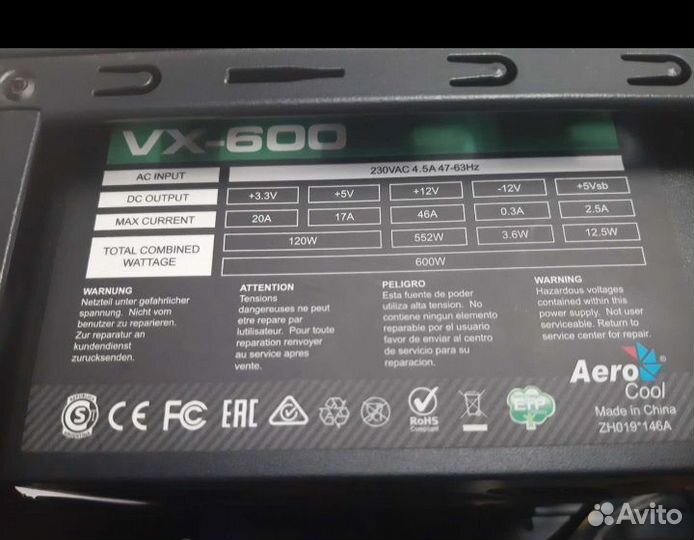 VX-600
AC INPUT 230VAC 4.5A 47-63Hz
DC OUTPUT +3.3V +5V +12V -12V +5Vsb
MAX CURRENT 20A 17A 46A 0.3A 2.5A
TOTAL COMBINED WATTAGE 120W 552W 3.6W 12.5W
600W
WARNUNG
Netzteil unter gefahrlicher
spannung. Nicht vom
benutzer zu reparieren.
Zur reparatur an
kundendienst
zurucksenden.
ATTENTION
Tensions
dangereuses ne peut
etre repare par
lutilisateur. Pour toute
reparation renvoyer
au service apres
vente.
PELIGRO
Esta fuente de poder
utiliza alta tension. No
contiene ningun elemento
reparable por el usuario
favor de enviar al centro
de servicio para su
reparacion.
WARNING
Hazardous voltages
contained within this
power supply. Not user
serviceable. Return to
service center for repair.
Aero
Cool
Made in China
ZH019*146A
REPUBLICA
S
ARGENTINA
CE FC EAC
RoHS
Compliant
ErP
Avito